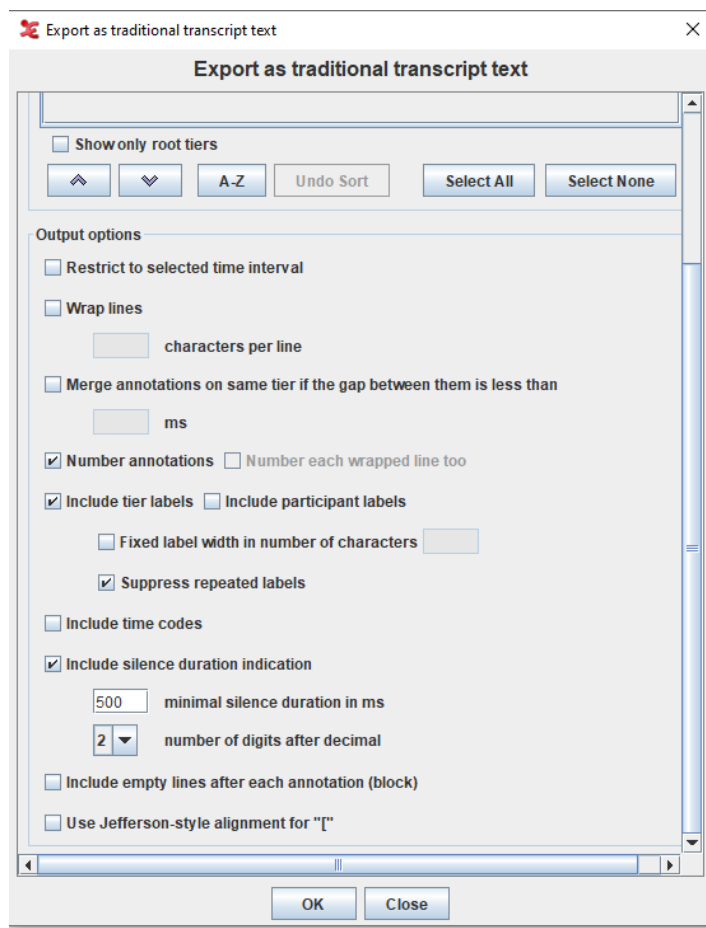 Export as traditional transcript text
Export as traditional transcript text
Show only root tiers
A-Z Undo Sort Select All Select None
Output options
Restrict to selected time interval
Wrap lines
characters per line
Merge annotations on same tier if the gap between them is less than
ms
Number annotations Number each wrapped line too
Include tier labels Include participant labels
Fixed label width in number of characters
Suppress repeated labels
Include time codes
Include silence duration indication
500 minimal silence duration in ms
2 number of digits after decimal
Include empty lines after each annotation (block)
Use Jefferson-style alignment for "["
OK Close